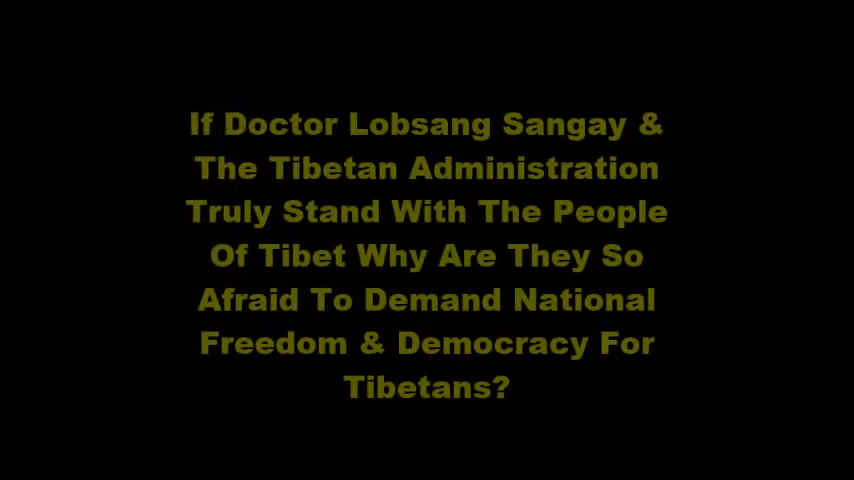 If Doctor Lobsang Sangay &
The Tibetan Administration
Truly Stand With The People
Of Tibet Why Are They So
Afraid To Demand National
Freedom & Democracy For
Tibetans?